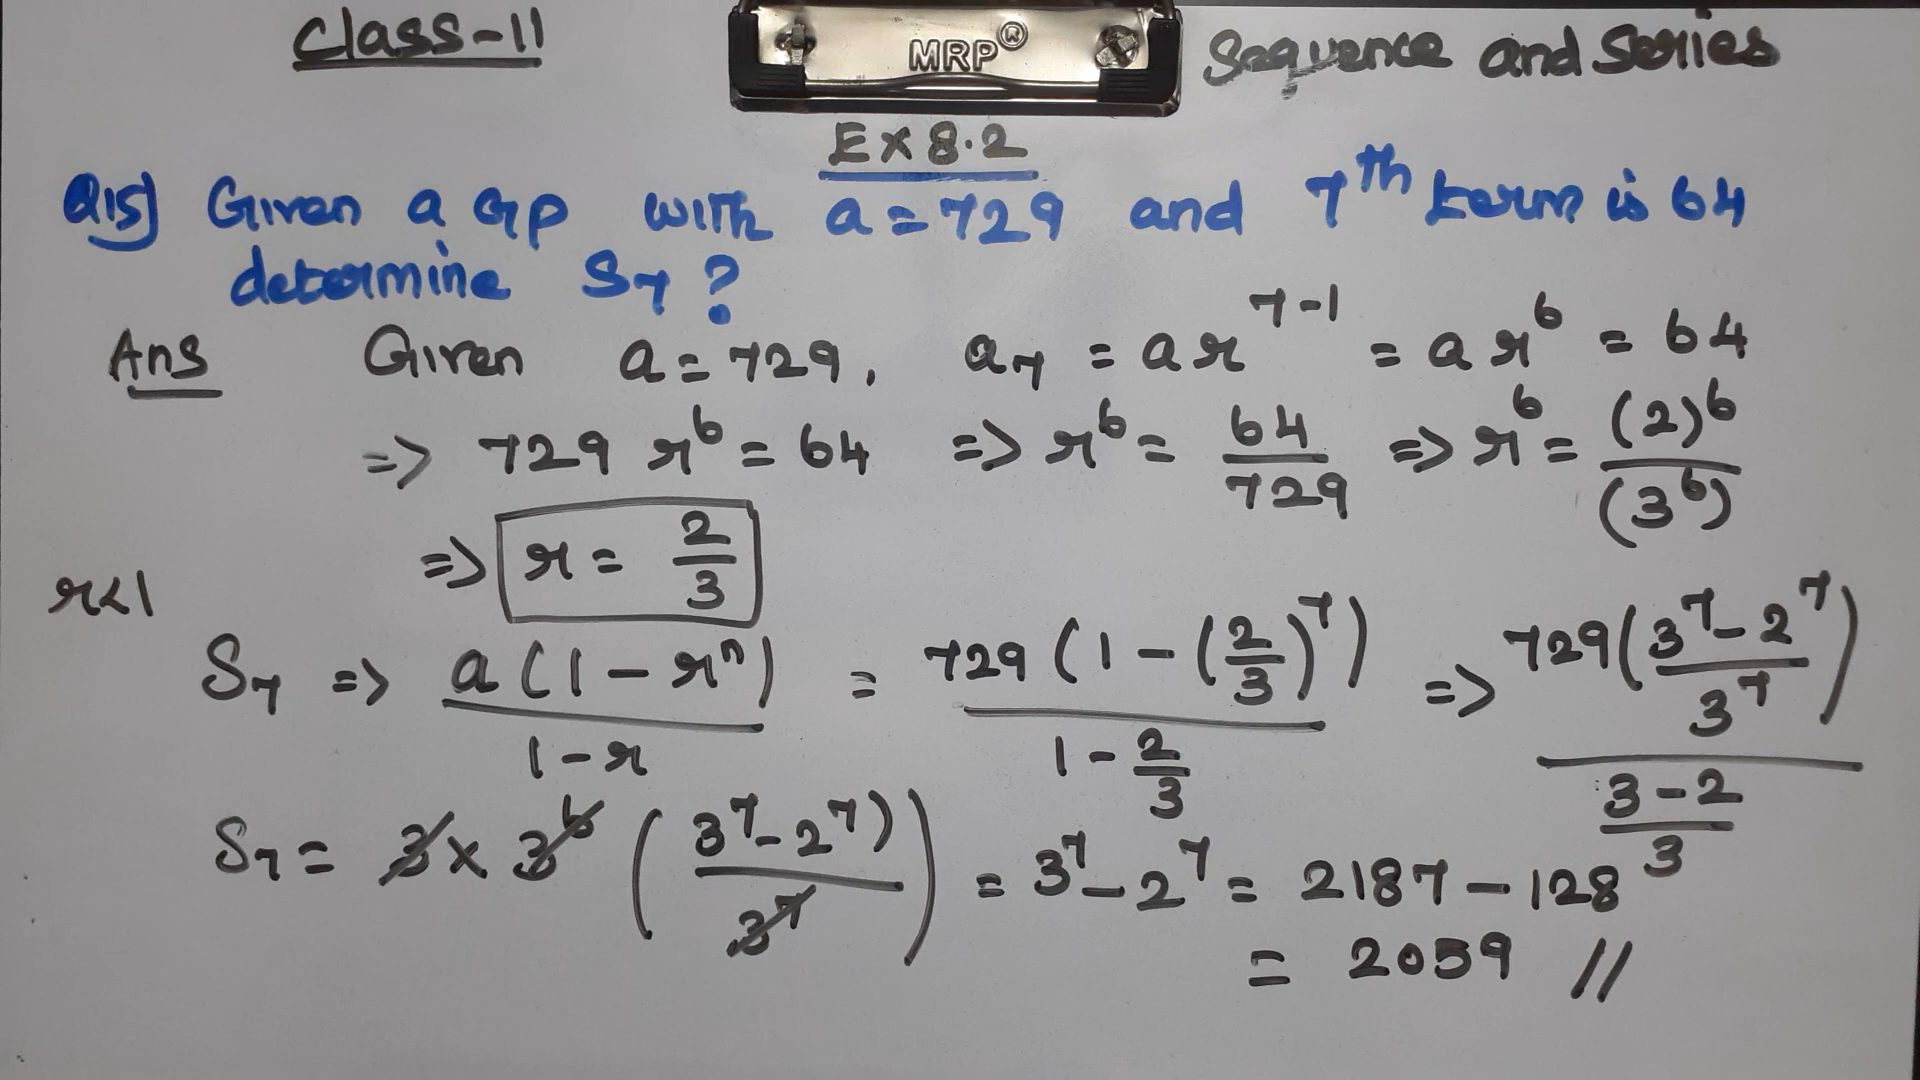 Class-11
MRP®
Sequence and Series
Ex 8.2
Q15) Given a GP with a=729 and 7th term is 64
determine S7?
Ans Given a=729, a7 = ar^7-1 = ar^6 = 64
=> 729 r^6 = 64 => r^6 = 64/729 => r^6 = (2)^6/(3^6)
=> r = 2/3
r<1
S7 => a(1-r^n)/1-r = 729(1-(2/3)^7)/1-2/3 => 729(3^7-2^7/3^7)/3-2/3
S7 = 3x3^6 (3^7-2^7)/3^7) = 3^7-2^7 = 2187-128
= 2059 //